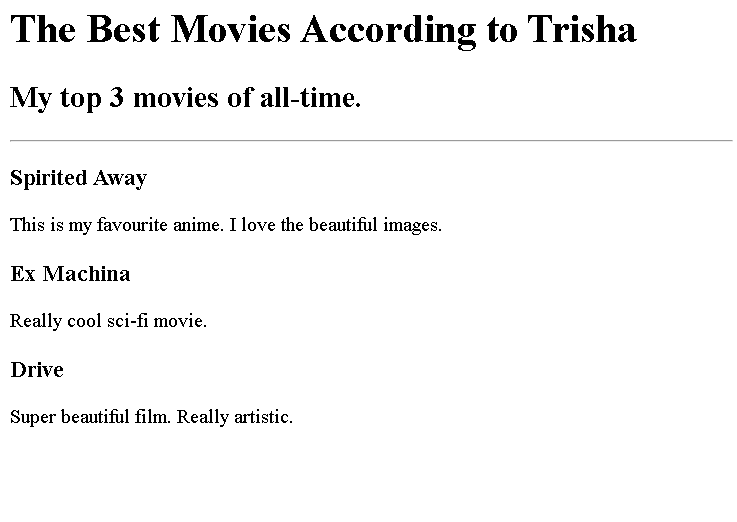 The Best Movies According to Trisha
My top 3 movies of all-time.
Spirited Away
This is my favourite anime. I love the beautiful images.
Ex Machina
Really cool sci-fi movie.
Drive
Super beautiful film. Really artistic.